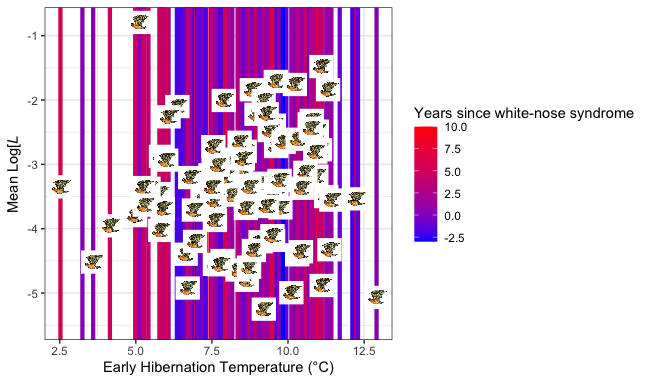 Mean Log[L
-1
-2
-3
-4
-5
2.5 5.0 7.5 10.0 12.5
Early Hibernation Temperature (°C)
Years since white-nose syndrome
10.0
7.5
5.0
2.5
0.0
-2.5